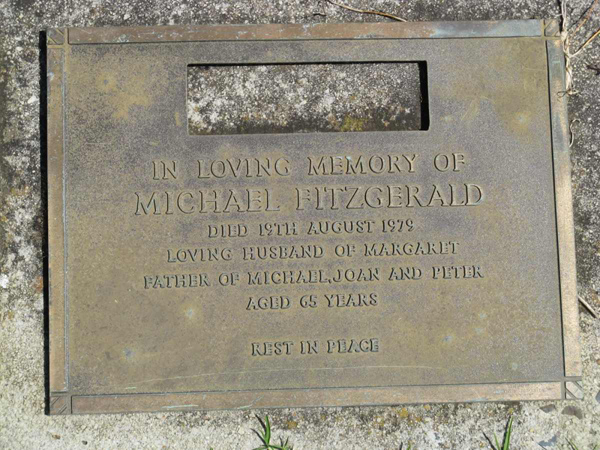 IN LOVING MEMORY OF
MICHAEL FITZGERALD
DIED 19TH AUGUST 1979
LOVING HUSBAND OF MARGARET
FATHER OF MICHAEL,JOAN AND PETER
AGED 65 YEARS
REST IN PEACE